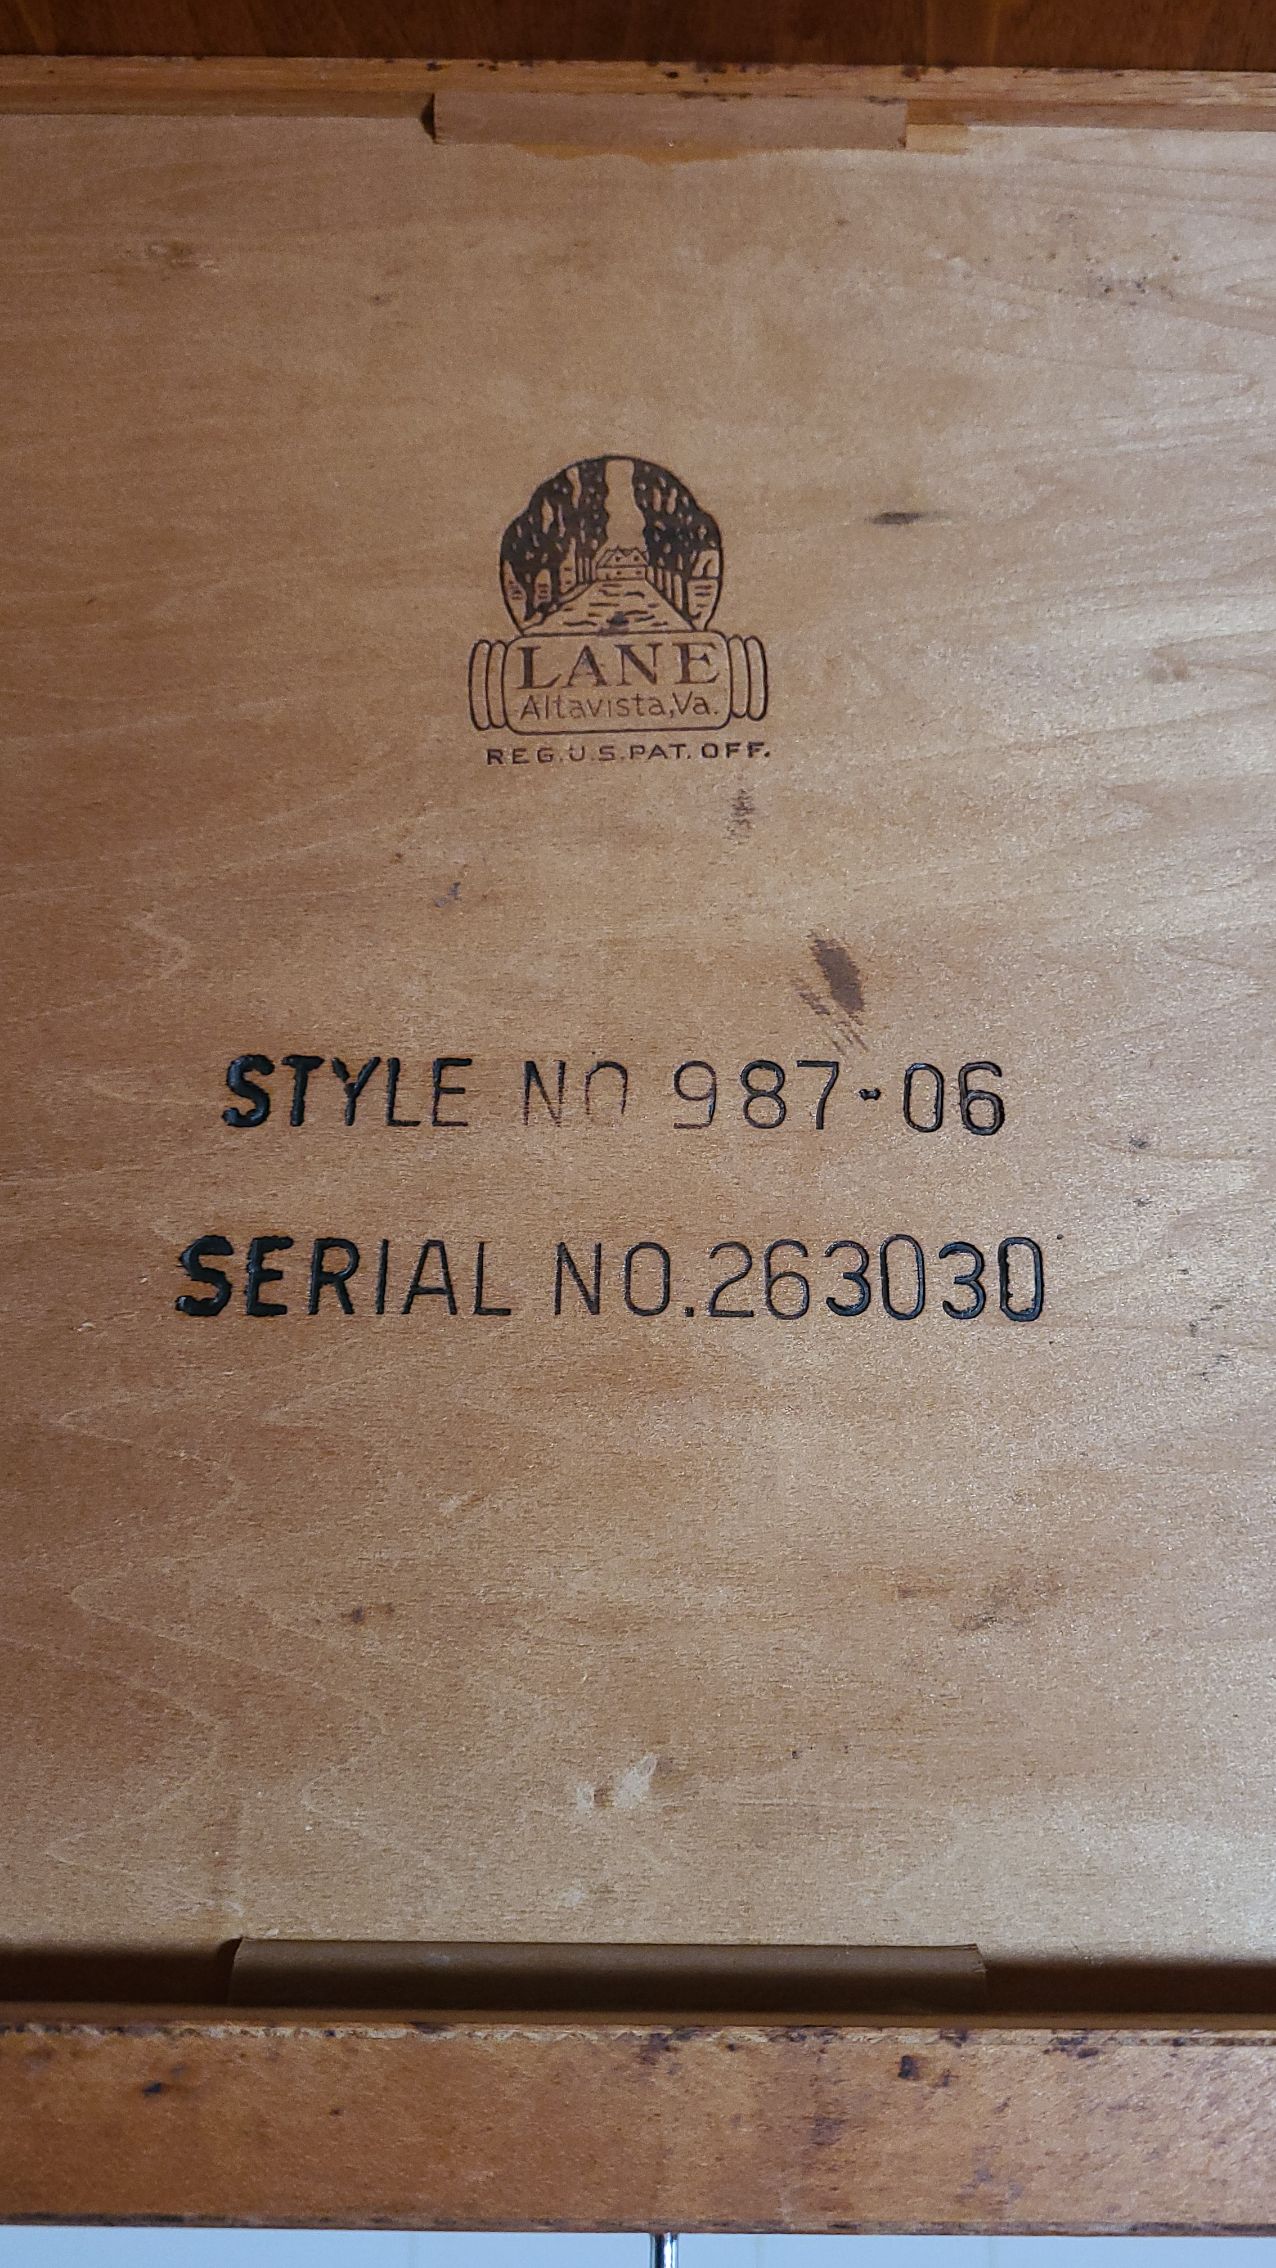 LANE
Altavista,Va.
REG.U.S.PAT. OFF.
STYLE NO 987-06
SERIAL NO.263030